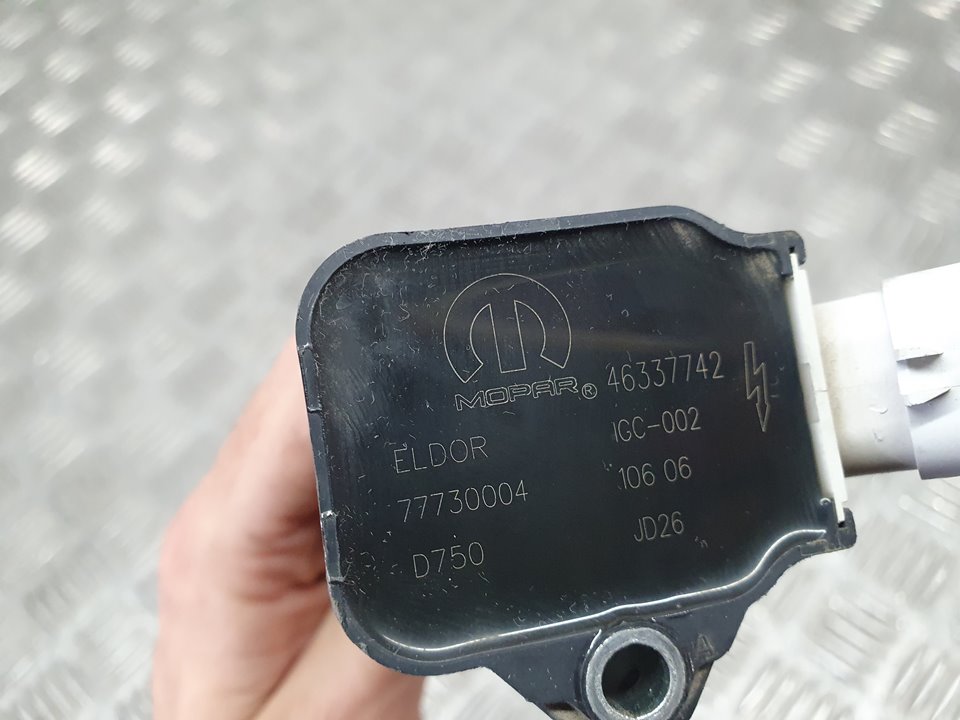 MOPAR® 46337742
ELDOR IGC-002
77730004 106 06
D750 JD26
A